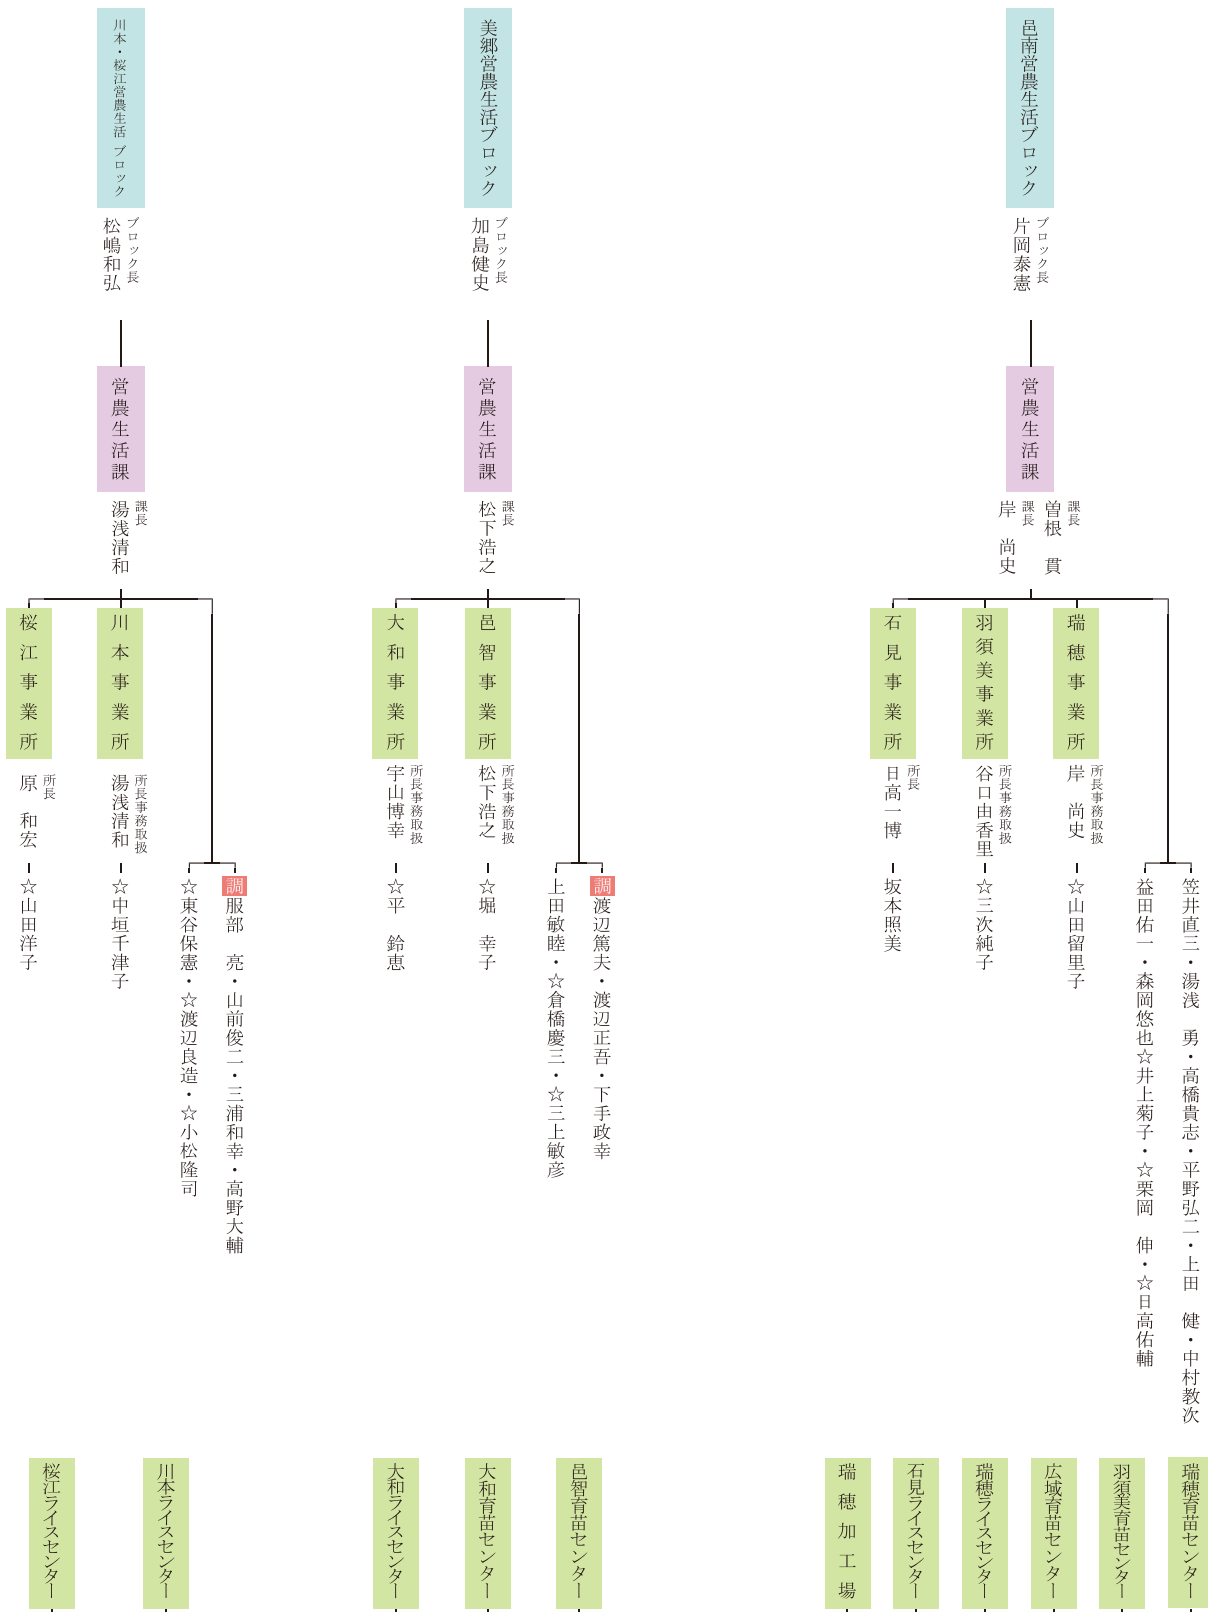 邑南営農生活ブロック
ブロック長
片岡泰憲
営農生活課
課長
曽根　貫
課長
岸　尚史
笠井直三・湯浅　勇・高橋貴志・平野弘二・上田　健・中村教次
益田佑一・森岡悠也☆井上菊子・☆栗岡　伸・☆日高佑輔
瑞穂事業所
所長事務取扱
岸　尚史
☆山田留里子
羽須美事業所
所長事務取扱
谷口由香里
☆三次純子
石見事業所
所長
日高一博
坂本照美
瑞穂育苗センター
羽須美育苗センター
広域育苗センター
瑞穂ライスセンター
石見ライスセンター
瑞穂加工場
美郷営農生活ブロック
ブロック長
加島健史
営農生活課
課長
松下浩之
調渡辺篤夫・渡辺正吾・下手政幸
上田敏睦・☆倉橋慶三・☆三上敏彦
邑智事業所
所長事務取扱
松下浩之
☆堀　幸子
大和事業所
所長事務取扱
宇山博幸
☆平　鈴恵
邑智育苗センター
大和育苗センター
大和ライスセンター
川本・桜江営農生活 ブロック
ブロック長
松嶋和弘
営農生活課
課長
湯浅清和
調服部　亮・山前俊二・三浦和幸・高野大輔
☆東谷保憲・☆渡辺良造・☆小松隆司
川本事業所
所長事務取扱
湯浅清和
☆中垣千津子
桜江事業所
所長
原　和宏
☆山田洋子
川本ライスセンター
桜江ライスセンター